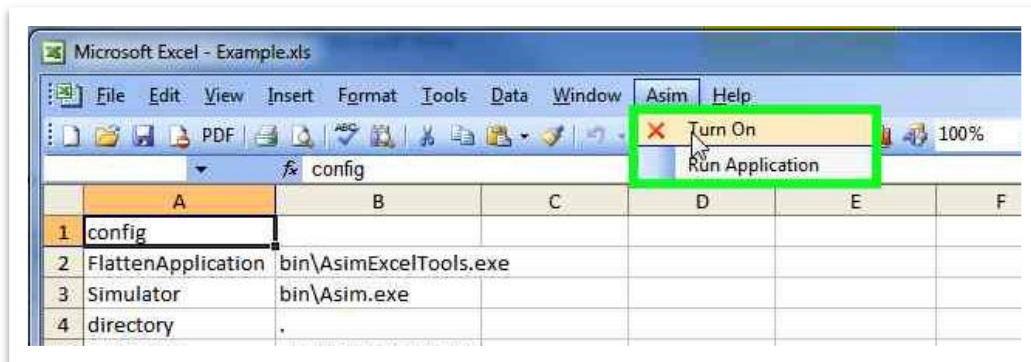 Microsoft Excel - Example.xls
File Edit View Insert Format Tools Data Window Asim Help
PDF ABC 100%
Turn On
Run Application
fx config
A B C D E F
1 config
2 FlattenApplication bin\AsimExcelTools.exe
3 Simulator bin\Asim.exe
4 directory .